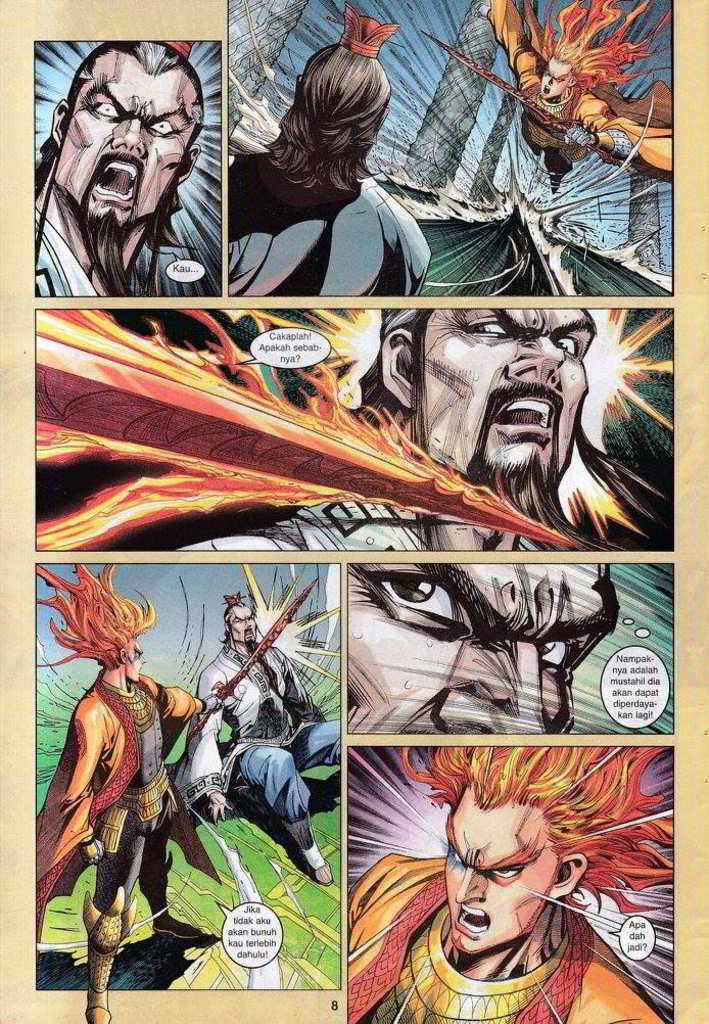 Kau...
Cakaplah!
Apakah sebab-
nya?
Jika
tidak aku
akan bunuh
kau terlebih
dahulu!
Nampak-
nya adalah
mustahil dia
akan dapat
diperdaya-
kan lagi!
Apa
dah
jadi?
8